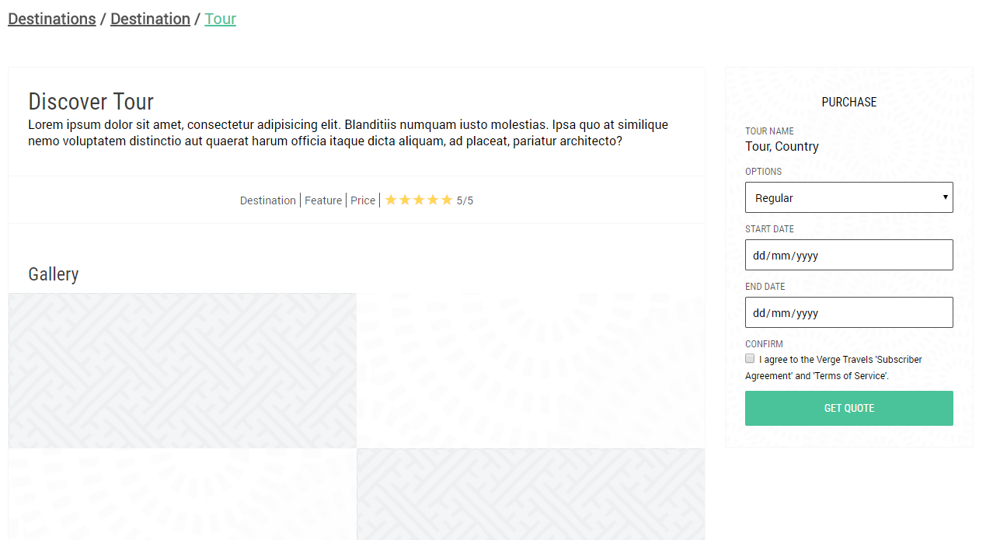 Destinations / Destination / Tour
Discover Tour
Lorem ipsum dolor sit amet, consectetur adipisicing elit. Blanditiis numquam iusto molestias. Ipsa quo at similique
nemo voluptatem distinctio aut quaerat harum officia itaque dicta aliquam, ad placeat, pariatur architecto?
Destination | Feature | Price | ★★★★★ 5/5
Gallery
PURCHASE
TOUR NAME
Tour, Country
OPTIONS
Regular
START DATE
dd/mm/yyyy
END DATE
dd/mm/yyyy
CONFIRM
I agree to the Verge Travels 'Subscriber
Agreement' and 'Terms of Service'.
GET QUOTE